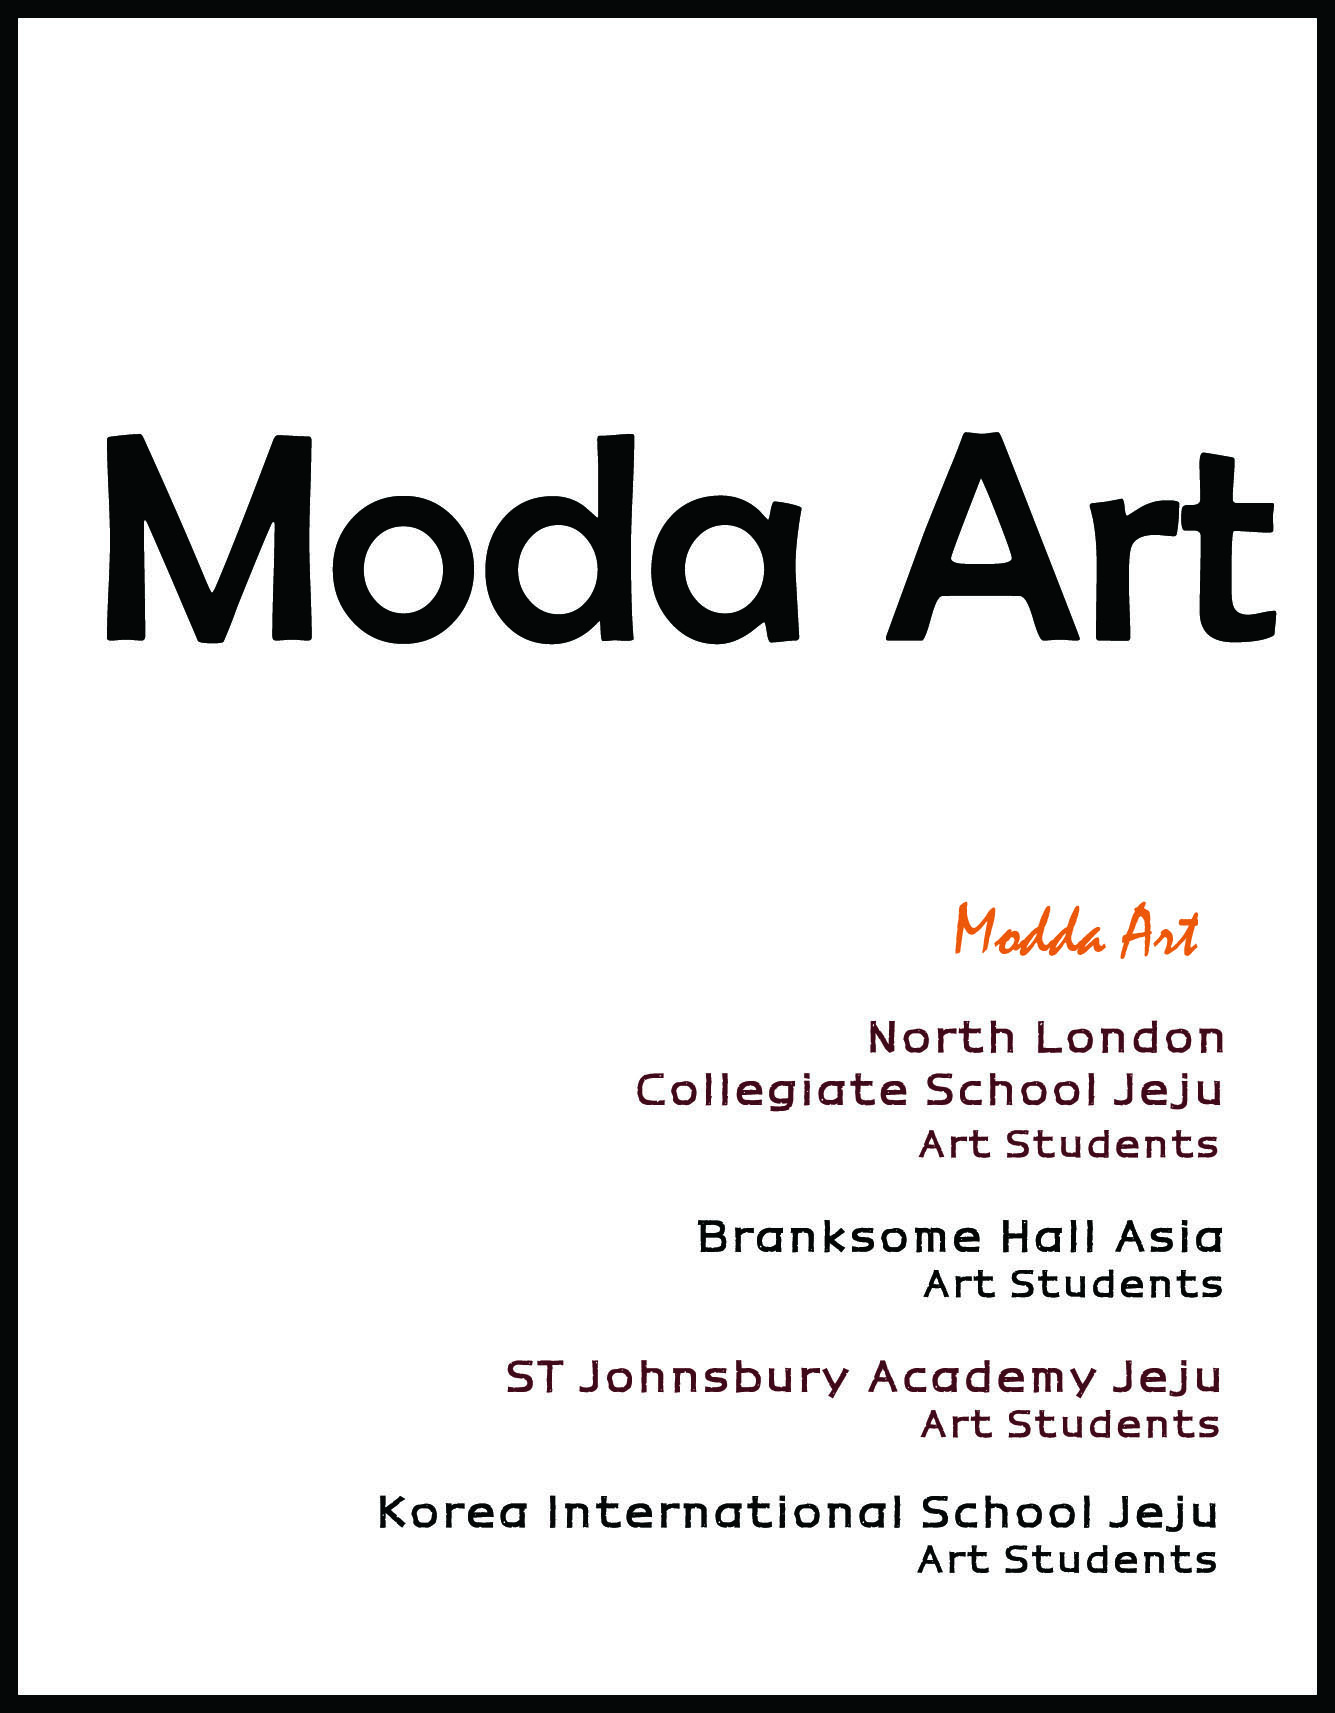 Moda Art
Modda Art
North London
Collegiate School Jeju
Art Students
Branksome Hall Asia
Art Students
ST Johnsbury Academy Jeju
Art Students
Korea International School Jeju
Art Students